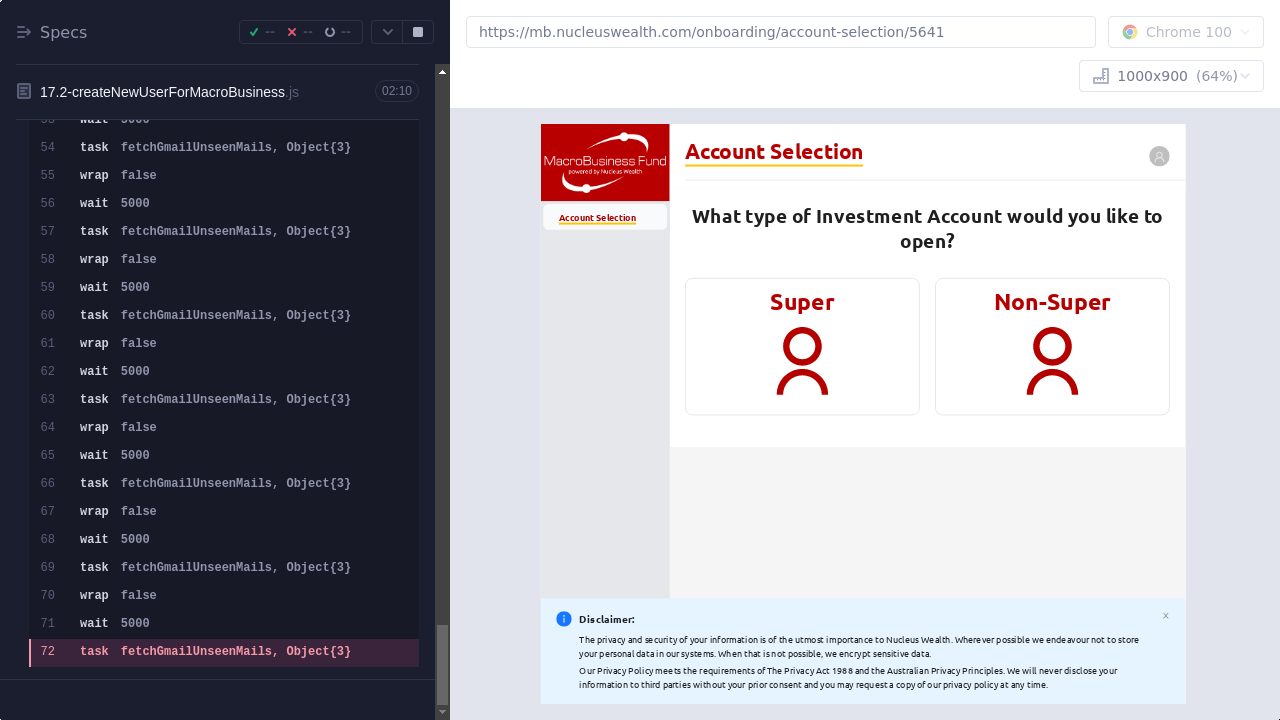 Specs
--
--
--
https://mb.nucleuswealth.com/onboarding/account-selection/5641
Chrome 100
1000x900 (64%)
17.2-createNewUserForMacroBusiness.js
02:10
53 wait 5000
54 task fetchGmailUnseenMails, Object{3}
55 wrap false
56 wait 5000
57 task fetchGmailUnseenMails, Object{3}
58 wrap false
59 wait 5000
60 task fetchGmailUnseenMails, Object{3}
61 wrap false
62 wait 5000
63 task fetchGmailUnseenMails, Object{3}
64 wrap false
65 wait 5000
66 task fetchGmailUnseenMails, Object{3}
67 wrap false
68 wait 5000
69 task fetchGmailUnseenMails, Object{3}
70 wrap false
71 wait 5000
72 task fetchGmailUnseenMails, Object{3}
MacroBusiness Fund
powered by Nucleus Wealth
Account Selection
Account Selection
What type of Investment Account would you like to
open?
Super
Non-Super
Disclaimer:
The privacy and security of your information is of the utmost importance to Nucleus Wealth. Wherever possible we endeavour not to store
your personal data in our systems. When that is not possible, we encrypt sensitive data.
Our Privacy Policy meets the requirements of The Privacy Act 1988 and the Australian Privacy Principles. We will never disclose your
information to third parties without your prior consent and you may request a copy of our privacy policy at any time.